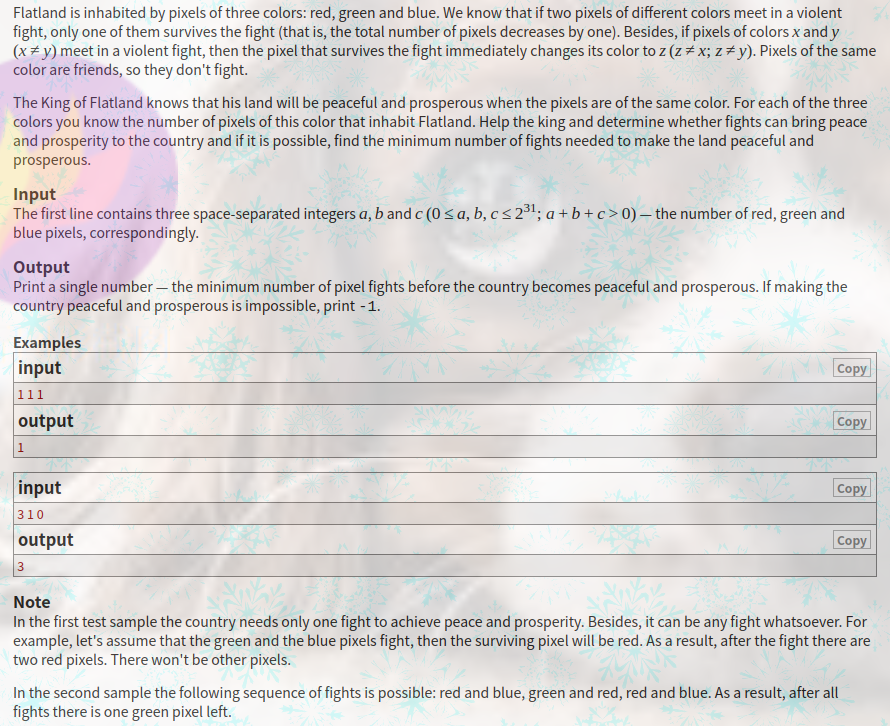 Flatland is inhabited by pixels of three colors: red, green and blue. We know that if two pixels of different colors meet in a violent
fight, only one of them survives the fight (that is, the total number of pixels decreases by one). Besides, if pixels of colors x and y
(x ≠ y) meet in a violent fight, then the pixel that survives the fight immediately changes its color to z (z ≠ x; z ≠ y). Pixels of the same
color are friends, so they don't fight.
The King of Flatland knows that his land will be peaceful and prosperous when the pixels are of the same color. For each of the three
colors you know the number of pixels of this color that inhabit Flatland. Help the king and determine whether fights can bring peace
and prosperity to the country and if it is possible, find the minimum number of fights needed to make the land peaceful and
prosperous.
Input
The first line contains three space-separated integers a, b and c (0 ≤ a, b, c ≤ 2³¹; a + b + c > 0) — the number of red, green and
blue pixels, correspondingly.
Output
Print a single number — the minimum number of pixel fights before the country becomes peaceful and prosperous. If making the
country peaceful and prosperous is impossible, print -1.
Examples
input
Copy
1 1 1
output
Copy
1
input
Copy
3 1 0
output
Copy
3
Note
In the first test sample the country needs only one fight to achieve peace and prosperity. Besides, it can be any fight whatsoever. For
example, let's assume that the green and the blue pixels fight, then the surviving pixel will be red. As a result, after the fight there are
two red pixels. There won't be other pixels.
In the second sample the following sequence of fights is possible: red and blue, green and red, red and blue. As a result, after all
fights there is one green pixel left.